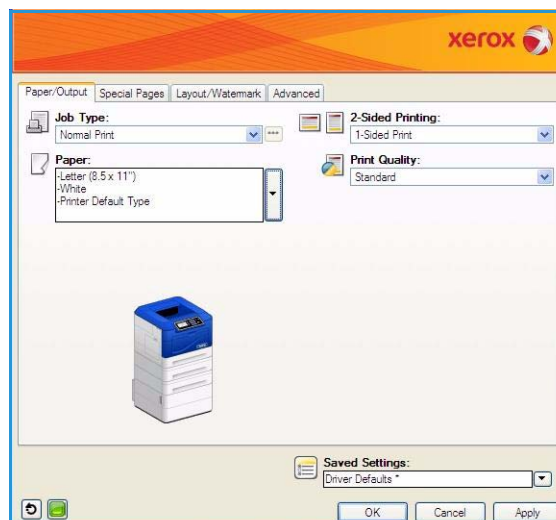 xerox
Paper/Output Special Pages Layout/Watermark Advanced
Job Type:
Normal Print
2-Sided Printing:
1-Sided Print
Paper:
-Letter (8.5 x 11")
-White
-Printer Default Type
Print Quality:
Standard
Saved Settings:
Driver Defaults *
OK Cancel Apply